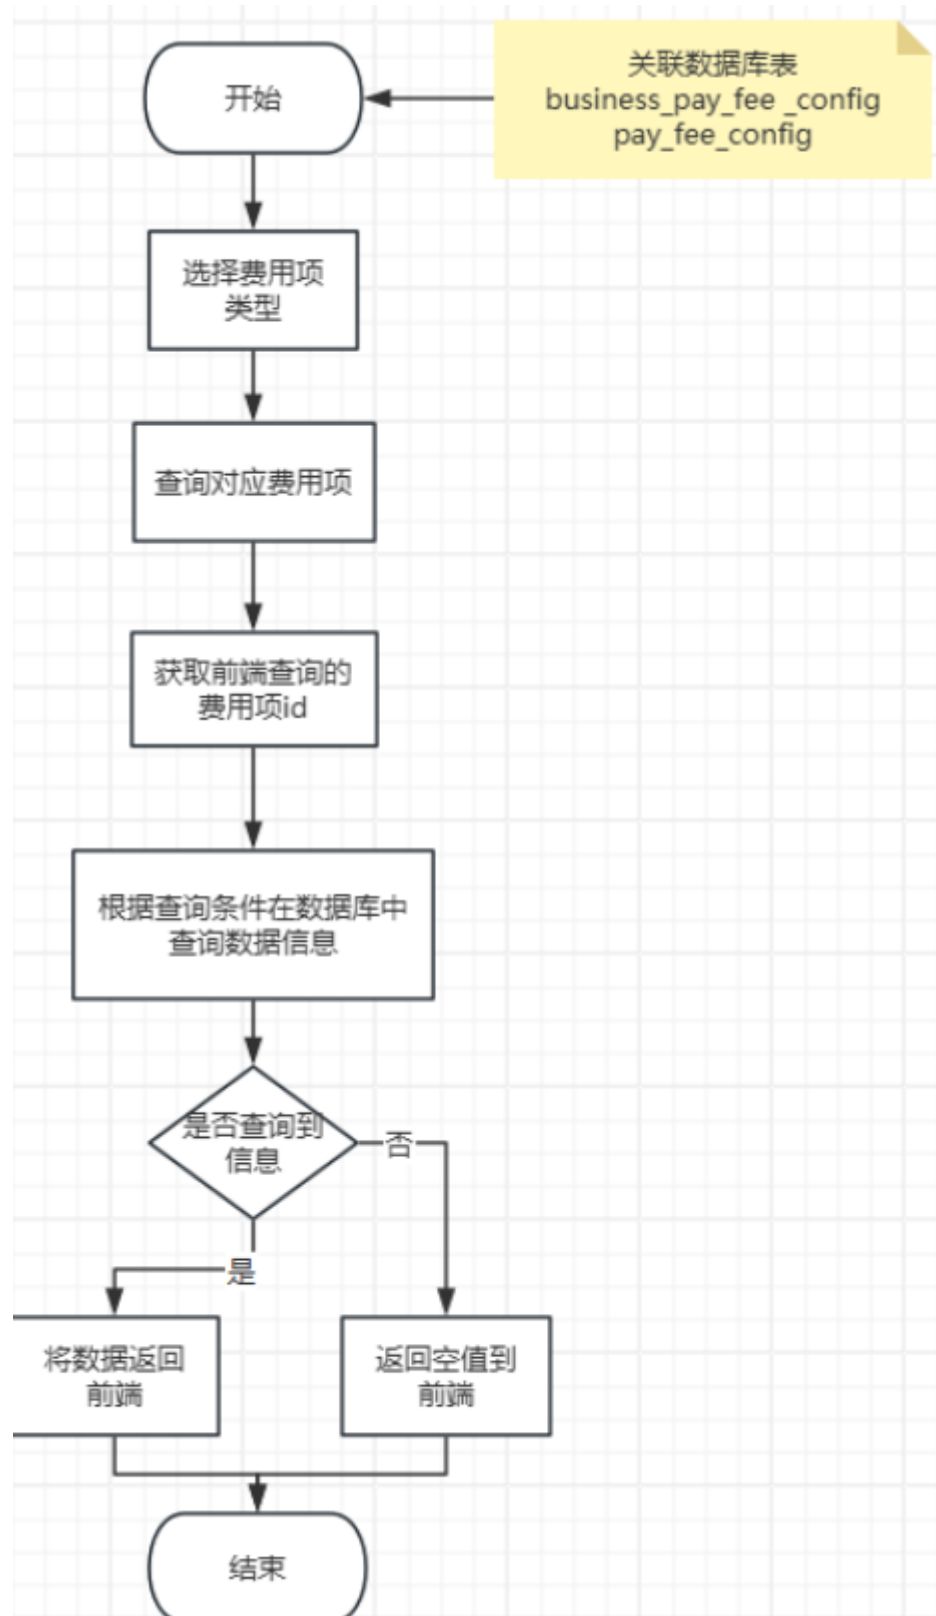 开始
关联数据库表
business_pay_fee _config
pay_fee_config
选择费用项
类型
查询对应费用项
获取前端查询的
费用项id
根据查询条件在数据库中
查询数据信息
是否查询到
信息
否
是
将数据返回
前端
返回空值到
前端
结束